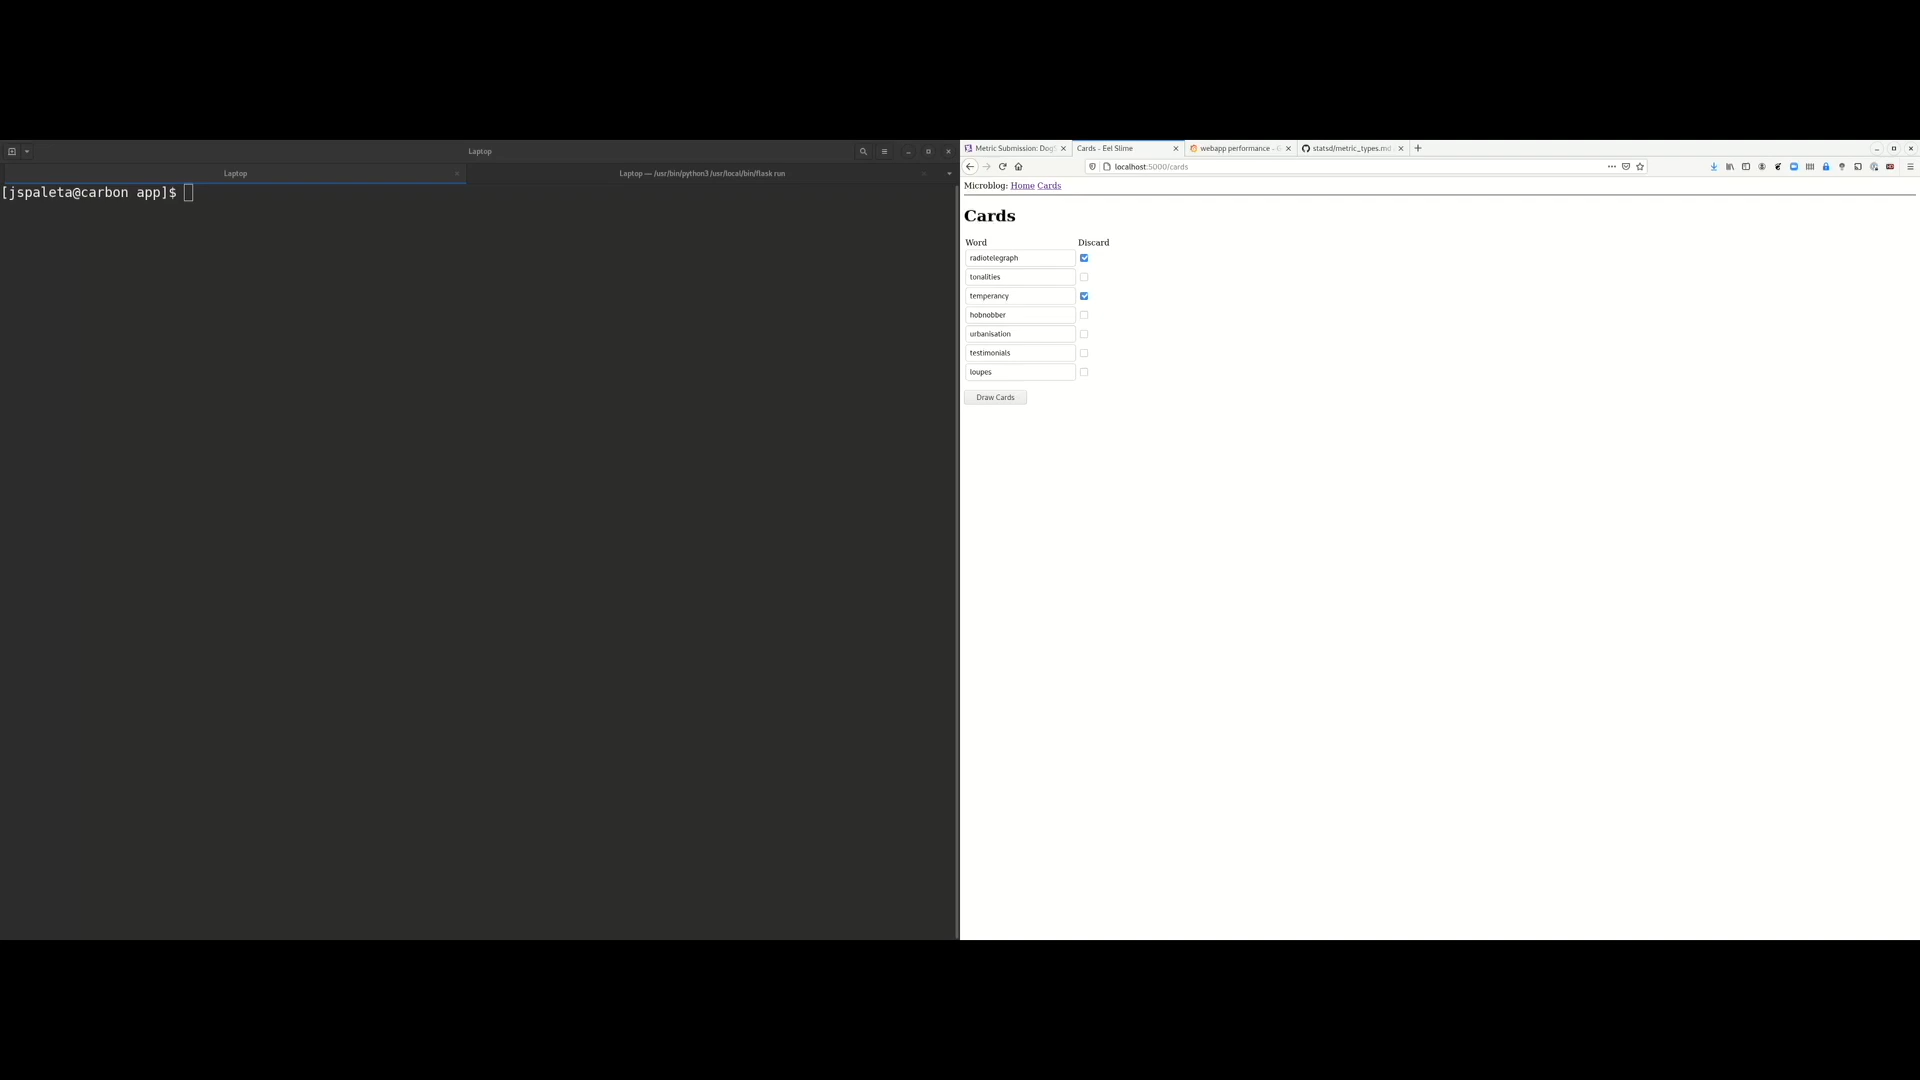 Laptop
Laptop
Laptop — /usr/bin/python3 /usr/local/bin/flask run
[jspaleta@carbon app]$
Metric Submission: Dog
Cards - Eel Slime
webapp performance -
statsd/metric_types.md
localhost:5000/cards
Microblog: Home Cards
Cards
Word Discard
radiotelegraph
tonalities
temperancy
hobnobber
urbanisation
testimonials
loupes
Draw Cards